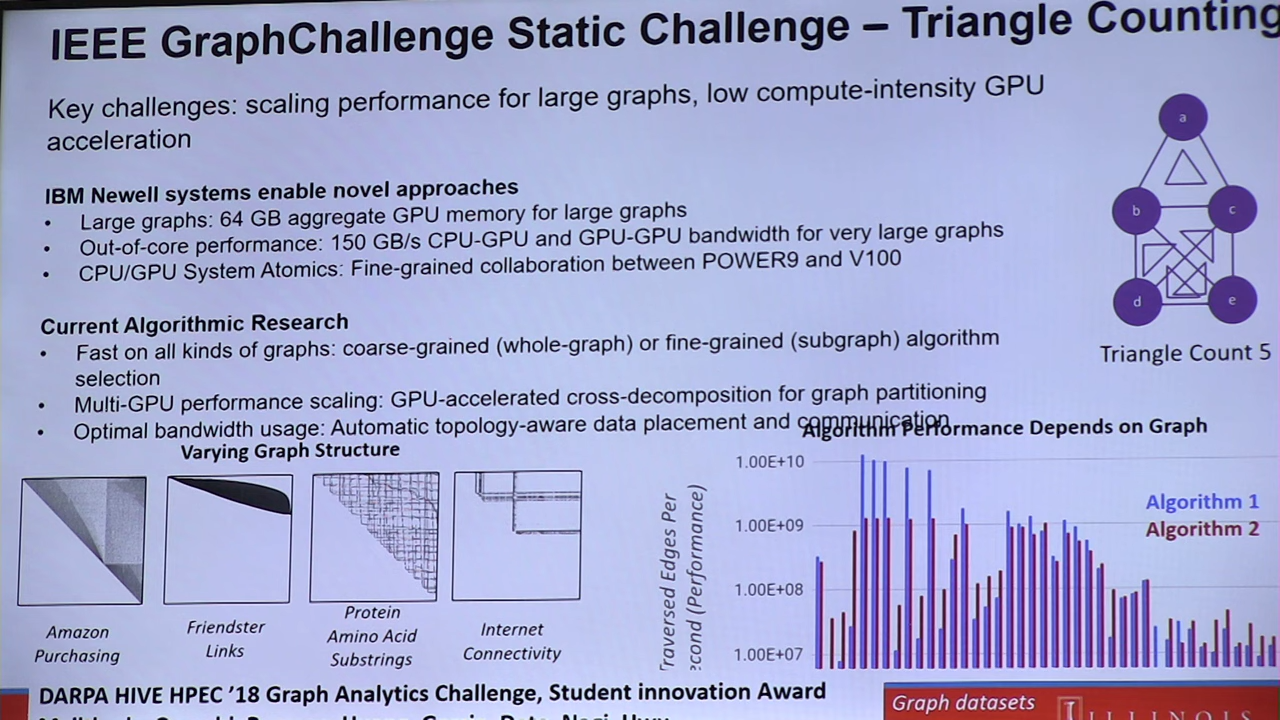 IEEE GraphChallenge Static Challenge – Triangle Counting
Key challenges: scaling performance for large graphs, low compute-intensity GPU
acceleration
IBM Newell systems enable novel approaches
• Large graphs: 64 GB aggregate GPU memory for large graphs
• Out-of-core performance: 150 GB/s CPU-GPU and GPU-GPU bandwidth for very large graphs
• CPU/GPU System Atomics: Fine-grained collaboration between POWER9 and V100
a
b
c
d
e
Triangle Count 5
Current Algorithmic Research
• Fast on all kinds of graphs: coarse-grained (whole-graph) or fine-grained (subgraph) algorithm
selection
• Multi-GPU performance scaling: GPU-accelerated cross-decomposition for graph partitioning
• Optimal bandwidth usage: Automatic topology-aware data placement and communication
Varying Graph Structure
Amazon
Purchasing
Friendster
Links
Protein
Amino Acid
Substrings
Internet
Connectivity
Algorithm Performance Depends on Graph
Traversed Edges Per
econd (Performance)
1.00E+10
1.00E+09
1.00E+08
1.00E+07
Algorithm 1
Algorithm 2
DARPA HIVE HPEC '18 Graph Analytics Challenge, Student innovation Award
Graph datasets
ILLINOIS